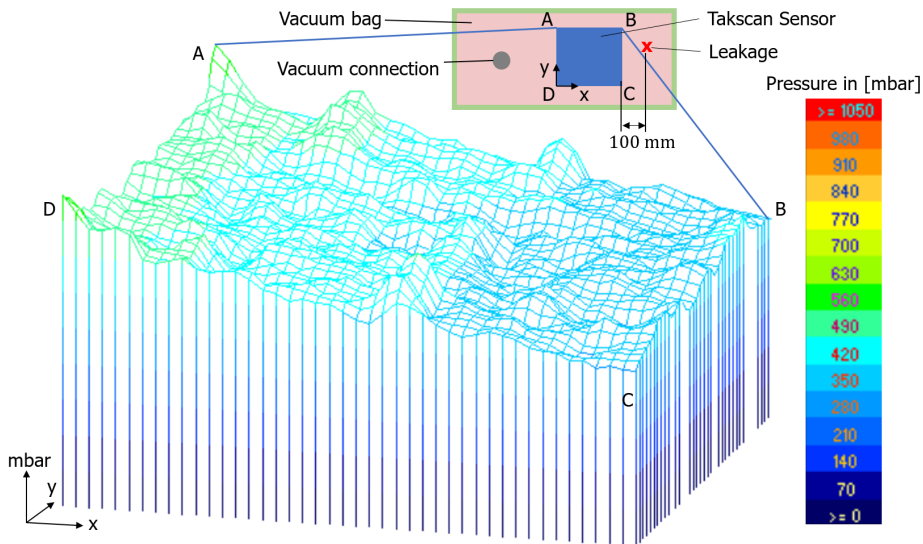 Vacuum bag
A
B
Takscan Sensor
x
Leakage
Vacuum connection
y
D
x
C
100 mm
A
Pressure in [mbar]
>= 1050
980
910
840
770
700
630
560
490
420
350
280
210
140
70
>= 0
D
B
C
mbar
y
x